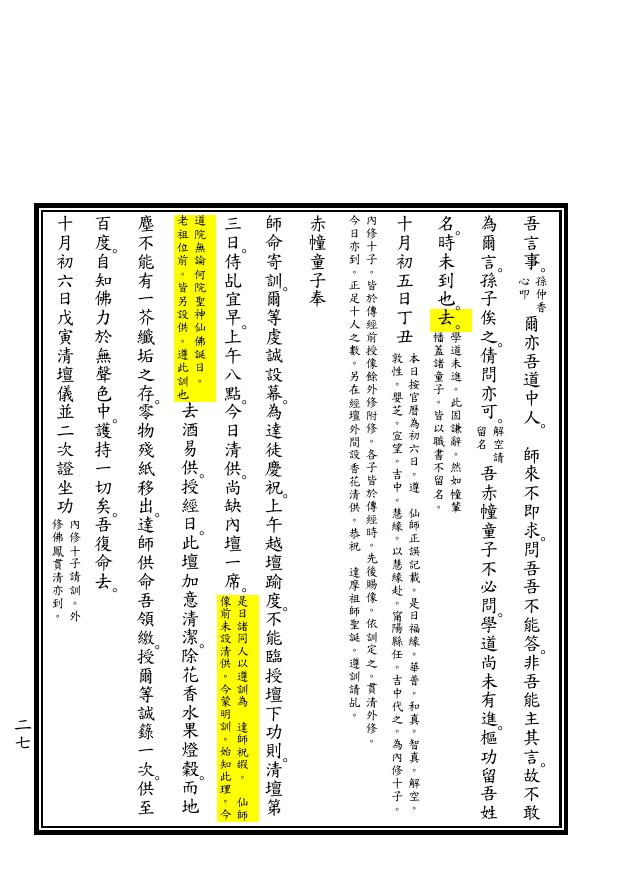 吾言事。孫仲香心叩 爾亦吾道中人。 師來不即求。問吾吾不能答。非吾能主其言。故不敢
為爾言。孫子俟之。倩問亦可。解空請留名 吾赤幢童子不必問。學道尚未有進。樞功留吾姓
名。時未到也。去。學道未進。此固謙辭。然如幢輦幡蓋諸童子。皆以職書不留名。
十月初五日丁丑 本日按官曆為初六日。遵 仙師正誤記載。是日福緣。華普。和真。智真。解空。敦性。嬰芝。宣望。吉中。慧緣。以慧緣赴。甯陽縣任。吉中代之。為內修十子。
內修十子。皆於傳經前授像餘外修附修。各子皆於傳經時。先後賜像。依訓定之。貫清外修。今日亦到。正足十人之數。另在經壇外間設香花清供。恭祝 達摩祖師聖誕。遵訓請乩。
赤幢童子奉
師命寄訓。爾等虔誠設幕。為達徒慶祝。上午越壇踰度。不能臨授壇下功則。清壇第
三日。侍乩宜早。上午八點。今日清供。尚缺內壇一席。是日諸同人以遵訓為 達師祝嘏。 仙師像前未設清供。今蒙明訓。始知此理。今
道院無論何院聖神仙佛誕日。老祖位前。皆另設供。遵此訓也 去酒易供。授經日。此壇加意清潔。除花香水果燈穀。而地
塵不能有一芥纖垢之存。零物殘紙移出。達師供命吾領繳。授爾等誠錄一次。供至
百度。自知佛力於無聲色中。護持一切矣。吾復命去。
十月初六日戊寅清壇儀並二次證坐功 內修十子請訓。外修佛鳳貫清亦到。
二七